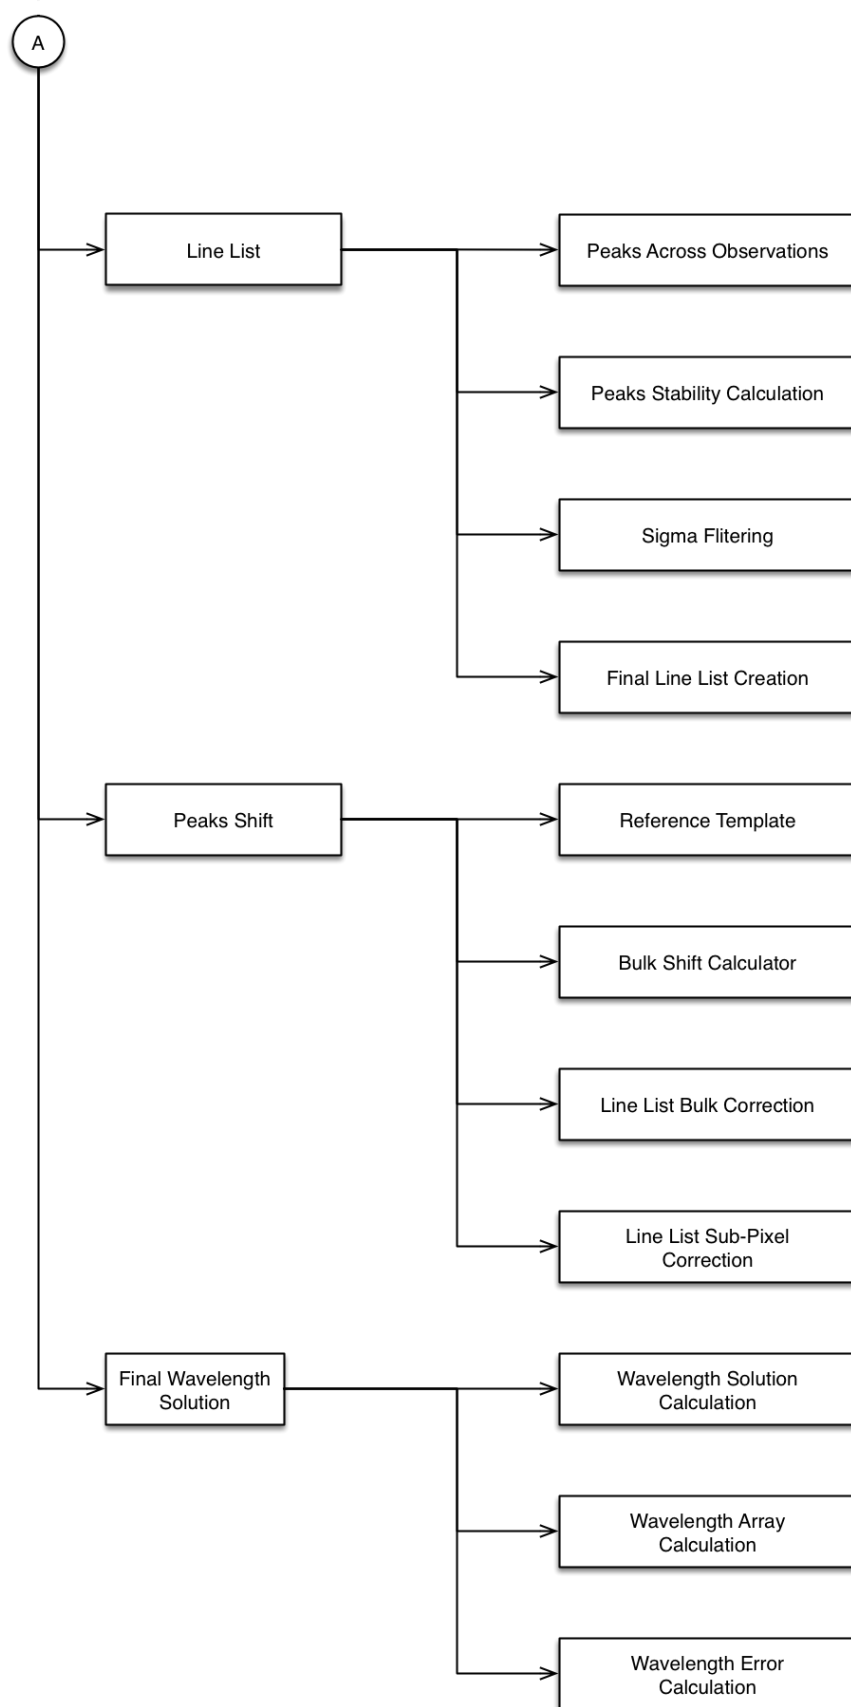 A
Line List
Peaks Across Observations
Peaks Stability Calculation
Sigma Flitering
Final Line List Creation
Peaks Shift
Reference Template
Bulk Shift Calculator
Line List Bulk Correction
Line List Sub-Pixel
Correction
Final Wavelength
Solution
Wavelength Solution
Calculation
Wavelength Array
Calculation
Wavelength Error
Calculation